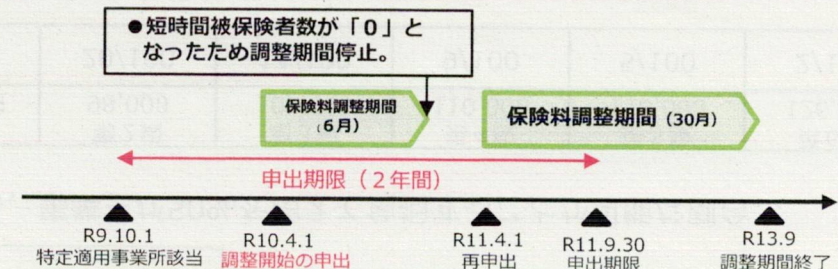 ●短時間被保険者数が「0」と
なったため調整期間停止。
保険料調整期間
（6月）
保険料調整期間（30月）
申出期限（2年間）
R9.10.1
特定適用事業所該当
R10.4.1
調整開始の申出
R11.4.1
再申出
R11.9.30
申出期限
R13.9
調整期間終了